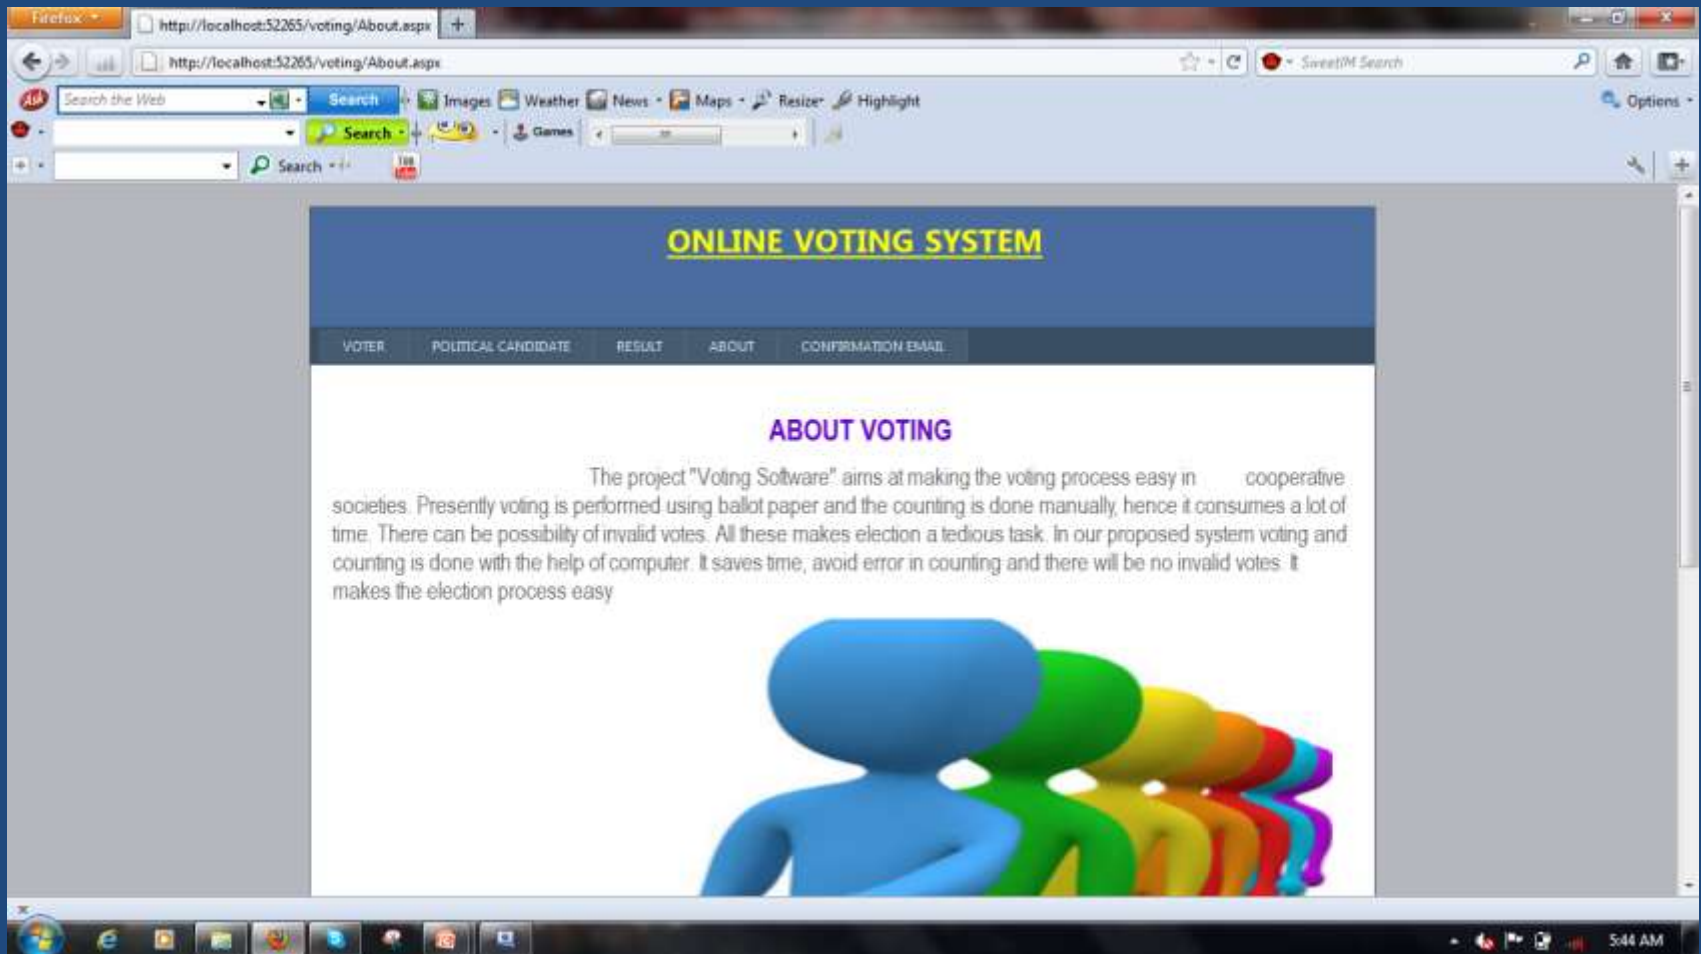 Firefox
http://localhost:52265/voting/About.aspx
http://localhost:52265/voting/About.aspx
SweetIM Search
Ask
Search the Web
Search
Images
Weather
News
Maps
Resizer
Highlight
Options
Search
Games
Search
You
ONLINE VOTING SYSTEM
VOTER
POLITICAL CANDIDATE
RESULT
ABOUT
CONFIRMATION EMAIL
ABOUT VOTING
The project "Voting Software" aims at making the voting process easy in cooperative
societies. Presently voting is performed using ballot paper and the counting is done manually, hence it consumes a lot of
time. There can be possibility of invalid votes. All these makes election a tedious task. In our proposed system voting and
counting is done with the help of computer. It saves time, avoid error in counting and there will be no invalid votes. It
makes the election process easy
5:44 AM